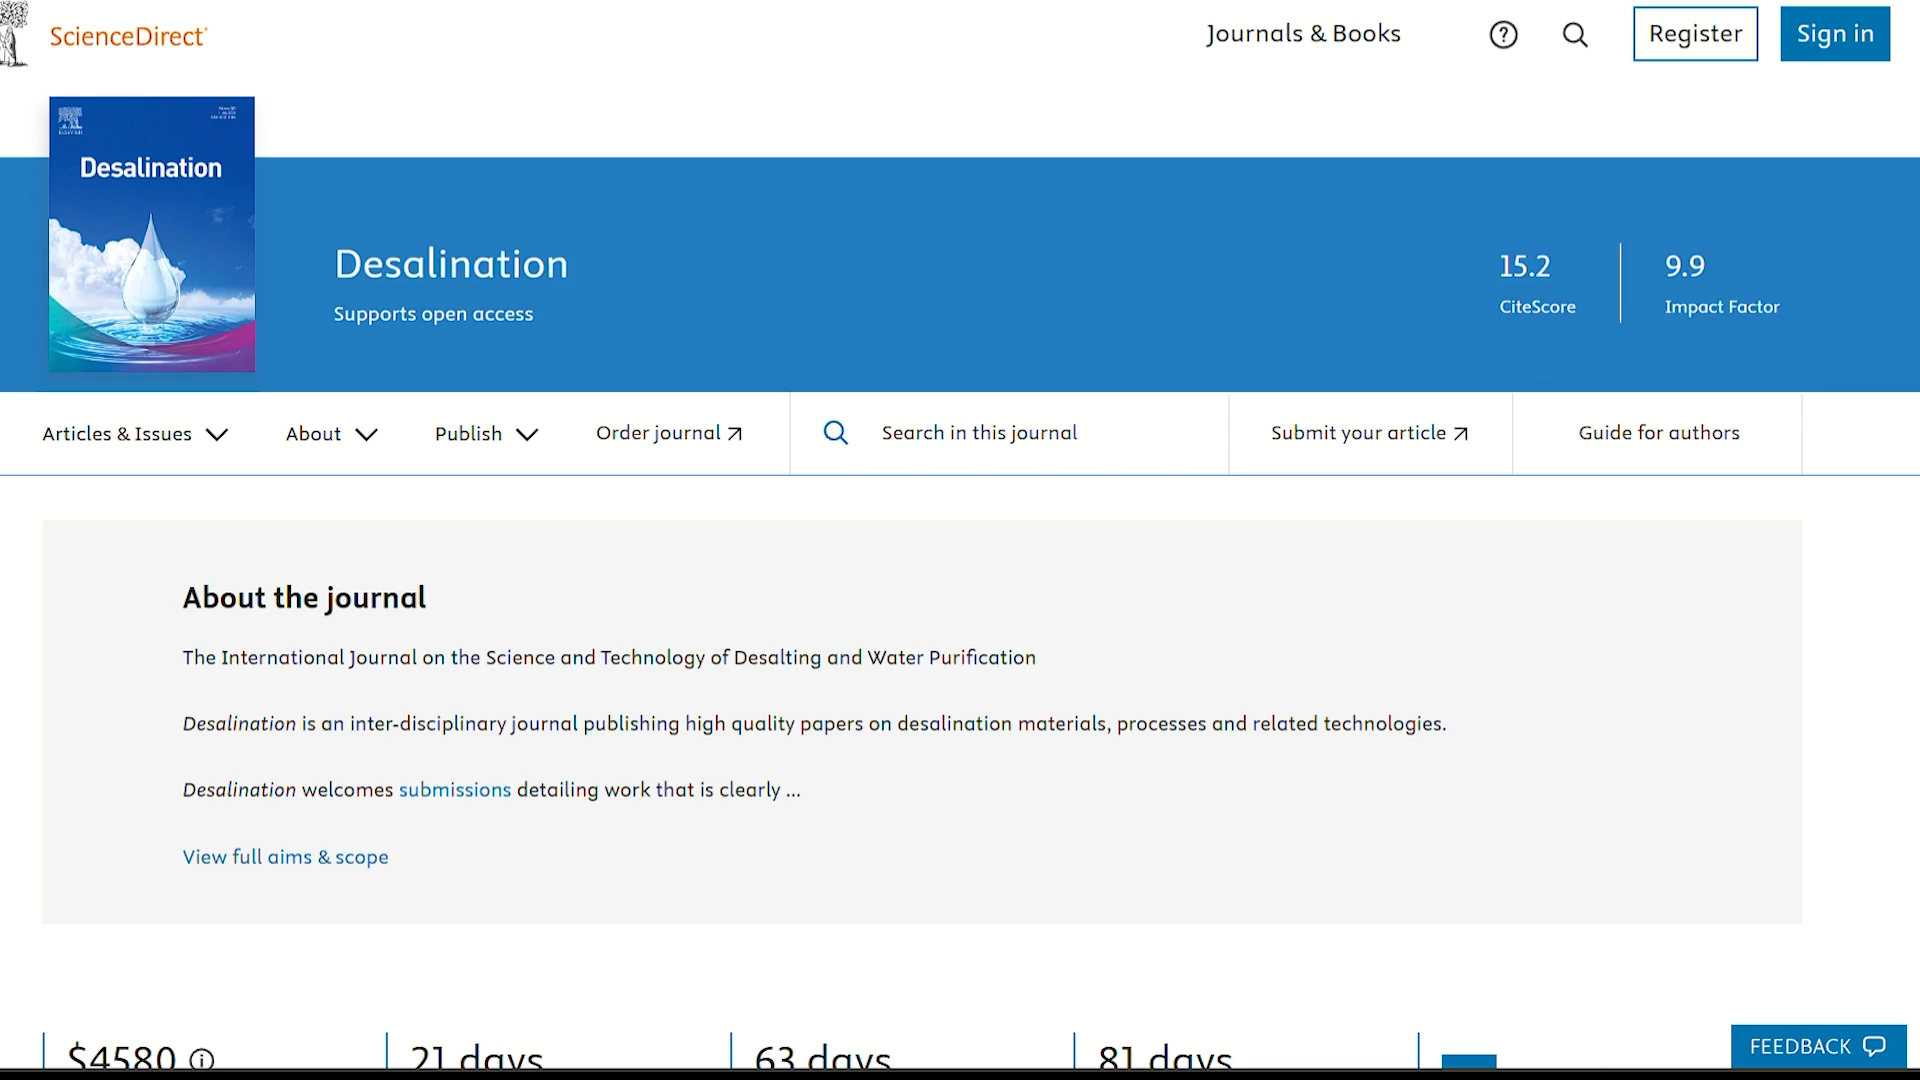 ScienceDirect
Journals & Books
Register
Sign in
ELSEVIER
Desalination
Desalination
Supports open access
15.2
CiteScore
9.9
Impact Factor
Articles & Issues
About
Publish
Order journal
Search in this journal
Submit your article
Guide for authors
About the journal
The International Journal on the Science and Technology of Desalting and Water Purification
Desalination is an inter-disciplinary journal publishing high quality papers on desalination materials, processes and related technologies.
Desalination welcomes submissions detailing work that is clearly ...
View full aims & scope
$4580
21 days
63 days
81 days
FEEDBACK